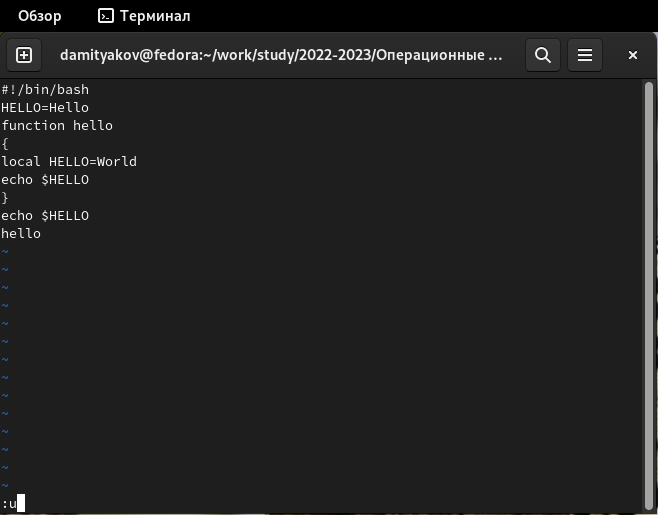 Обзор Терминал
damityakov@fedora:~/work/study/2022-2023/Операционные ...
#!/bin/bash
HELLO=Hello
function hello
{
local HELLO=World
echo $HELLO
}
echo $HELLO
hello
~
~
~
~
~
~
~
~
~
~
~
~
~
~
:u